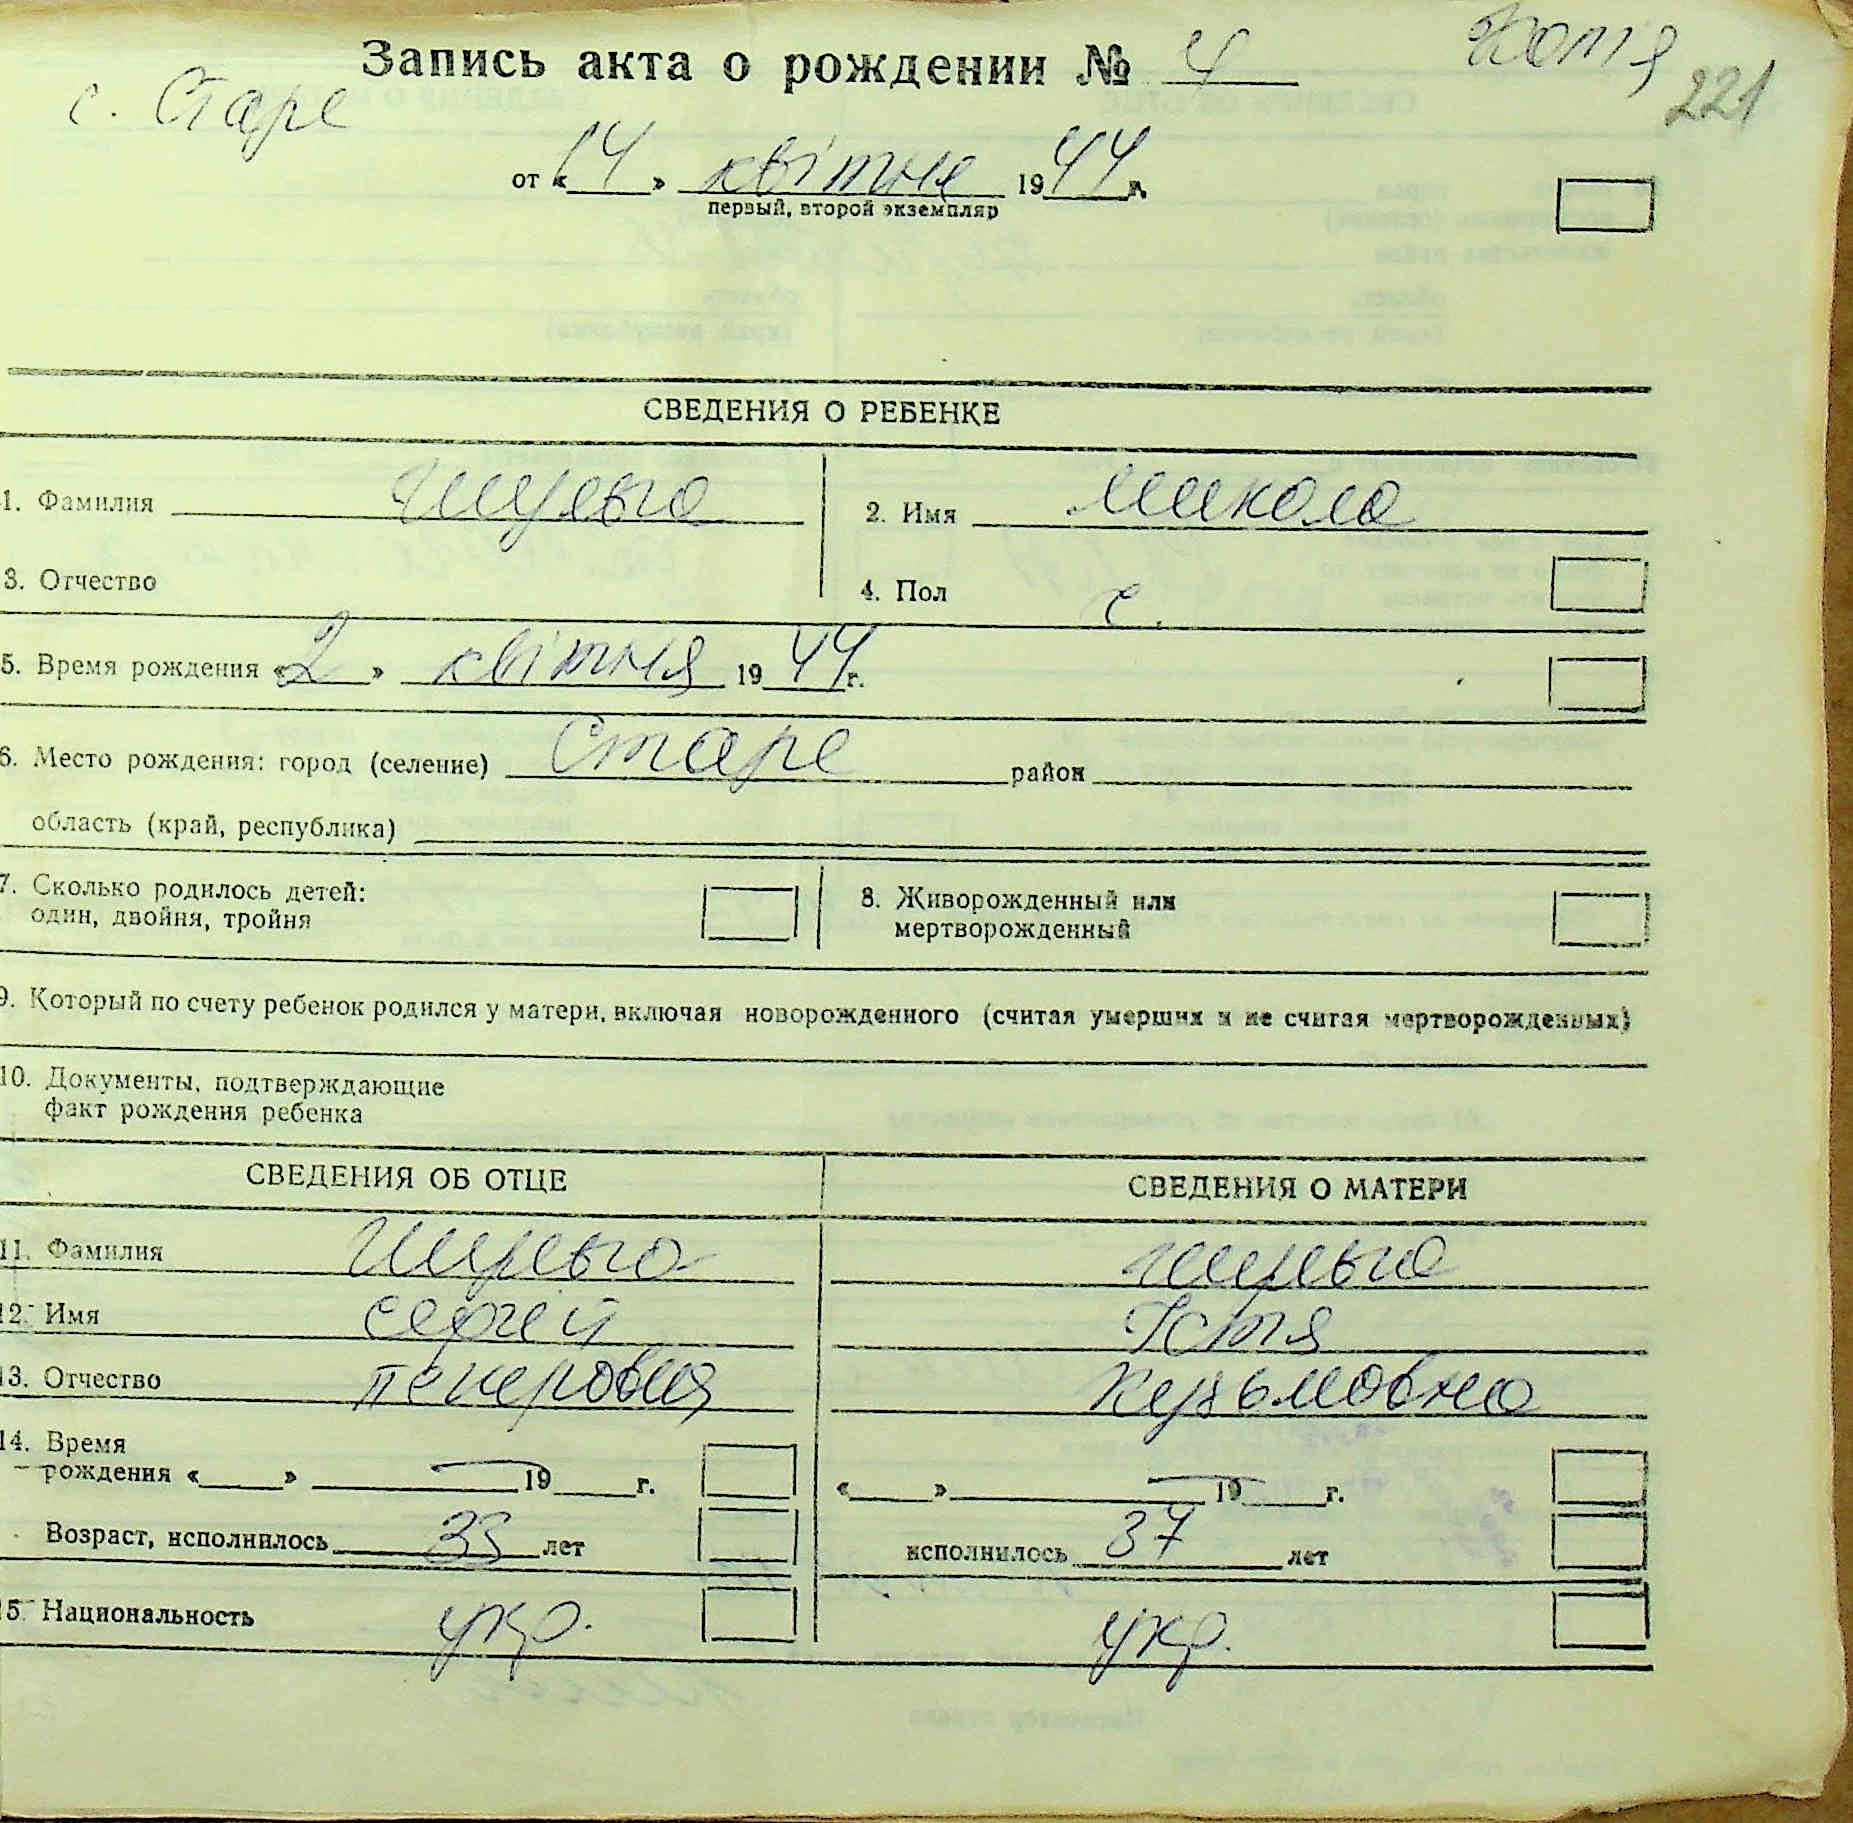 Запись акта о рождении № 4
Копія
221
с. Старе
от «14» квітня 1944 г.
первый, второй экземпляр
СВЕДЕНИЯ О РЕБЕНКЕ
1. Фамилия Шульга 2. Имя Микола
3. Отчество 4. Пол ч.
5. Время рождения «2» квітня 1944 г.
6. Место рождения: город (селение) Старе район
область (край, республика)
7. Сколько родилось детей: 8. Живорожденный или
один, двойня, тройня мертворожденный
9. Который по счету ребенок родился у матери, включая новорожденного (считая умерших и не считая мертворожденных)
10. Документы, подтверждающие
факт рождения ребенка
СВЕДЕНИЯ ОБ ОТЦЕ СВЕДЕНИЯ О МАТЕРИ
11. Фамилия Шульга Шульга
12. Имя Сергей Устя
13. Отчество Кузьмовна
14. Время
рождения « » 19 г. « » 19 г.
Возраст, исполнилось 33 лет исполнилось 37 лет
15 Национальность укр. укр.